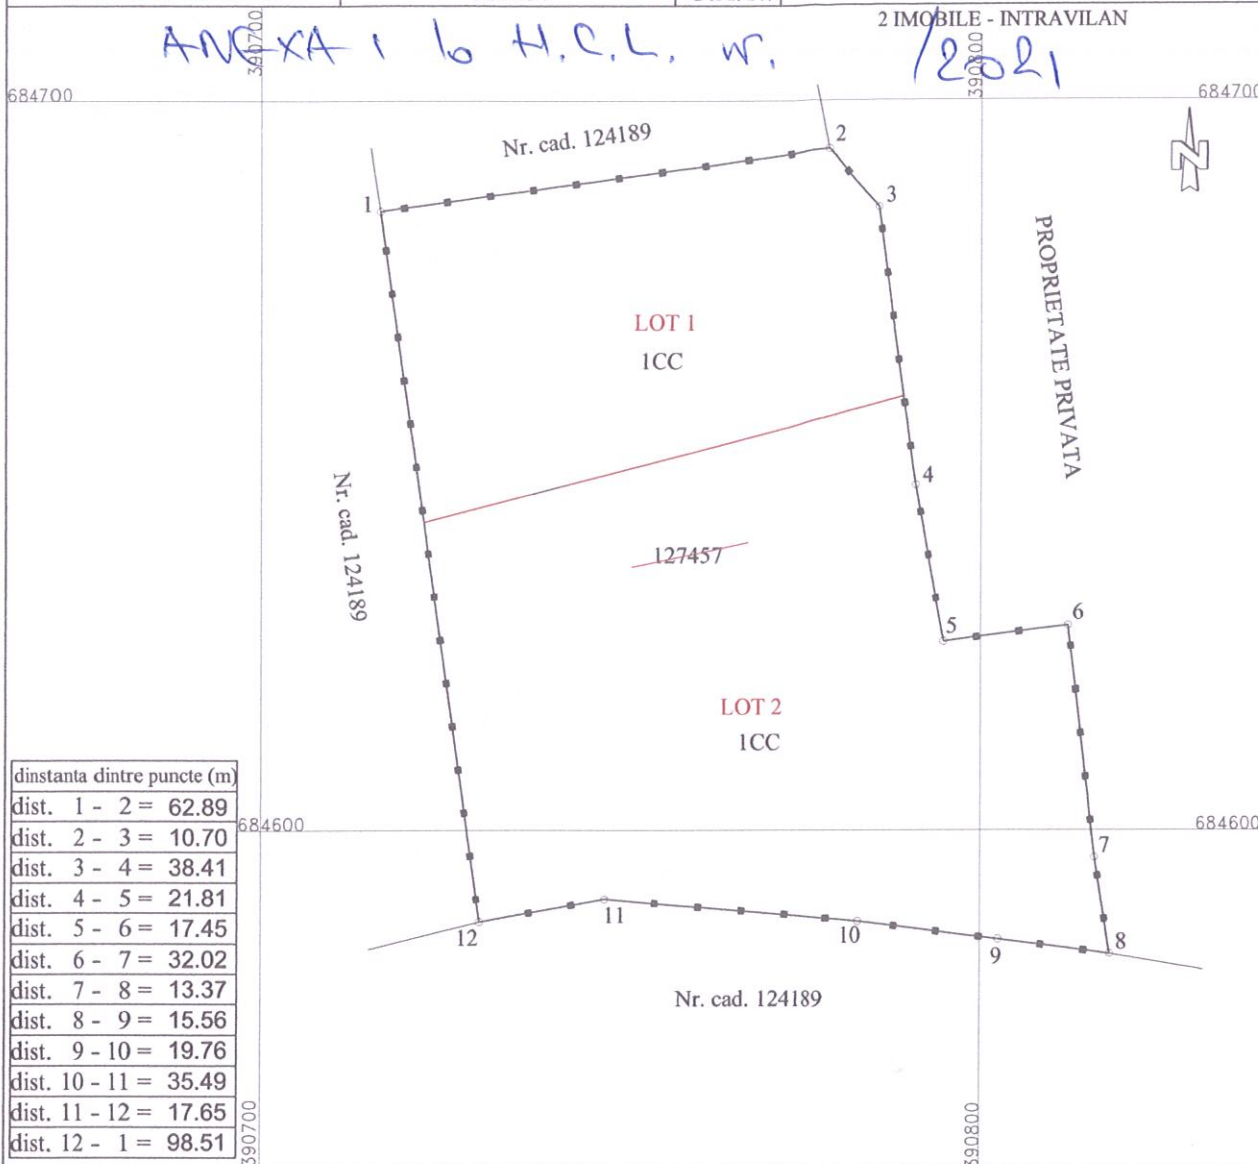 2 IMOBILE - INTRAVILAN
ANEXA 1 la H.C.L. nr. /2021
390700
390800
684700
684700
Nr. cad. 124189
N
1
2
3
PROPRIETATE PRIVATA
LOT 1
1CC
4
Nr. cad. 124189
127457
5
6
LOT 2
1CC
dinstanta dintre puncte (m)
dist. 1 - 2 = 62.89
dist. 2 - 3 = 10.70
dist. 3 - 4 = 38.41
dist. 4 - 5 = 21.81
dist. 5 - 6 = 17.45
dist. 6 - 7 = 32.02
dist. 7 - 8 = 13.37
dist. 8 - 9 = 15.56
dist. 9 - 10 = 19.76
dist. 10 - 11 = 35.49
dist. 11 - 12 = 17.65
dist. 12 - 1 = 98.51
684600
684600
7
11
12
10
9
8
Nr. cad. 124189
390700
390800